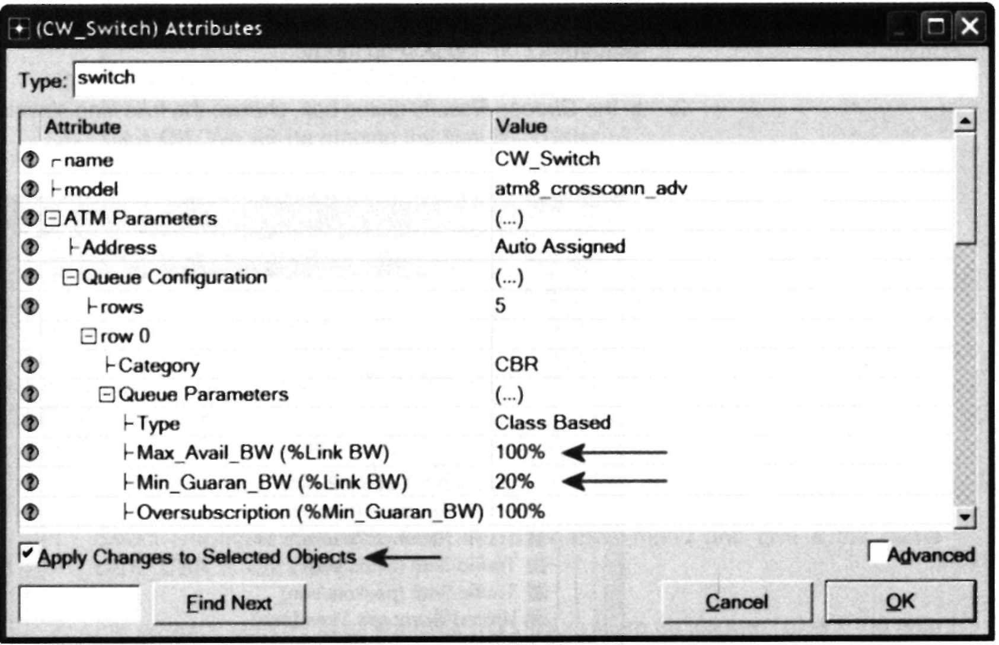 (CW_Switch) Attributes
Type: switch
Attribute Value
name CW_Switch
model atm8_crossconn_adv
ATM Parameters (...)
Address Auto Assigned
Queue Configuration (...)
rows 5
row 0
Category CBR
Queue Parameters (...)
Type Class Based
Max_Avail_BW (%Link BW) 100%
Min_Guaran_BW (%Link BW) 20%
Oversubscription (%Min_Guaran_BW) 100%
Apply Changes to Selected Objects Advanced
Find Next Cancel OK